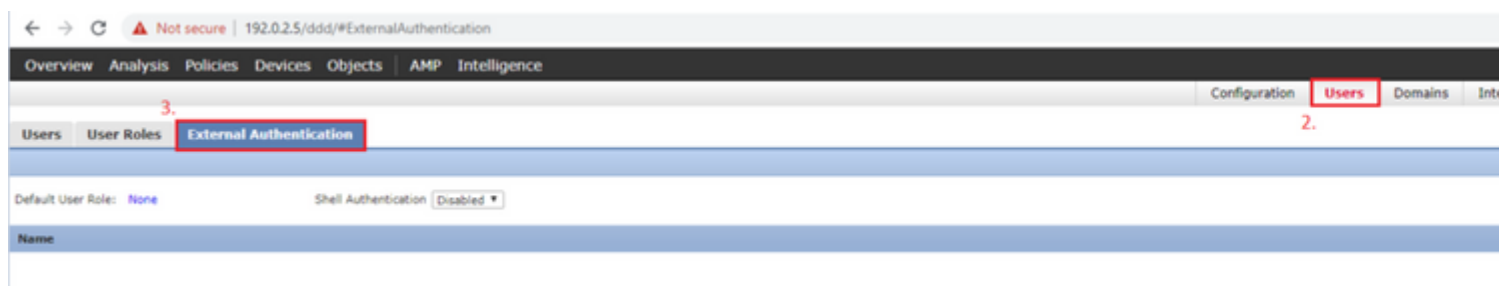 Not secure | 192.0.2.5/ddd/#ExternalAuthentication
Overview Analysis Policies Devices Objects AMP Intelligence
Configuration Users Domains Inte
3.
2.
Users User Roles External Authentication
Default User Role: None Shell Authentication Disabled
Name